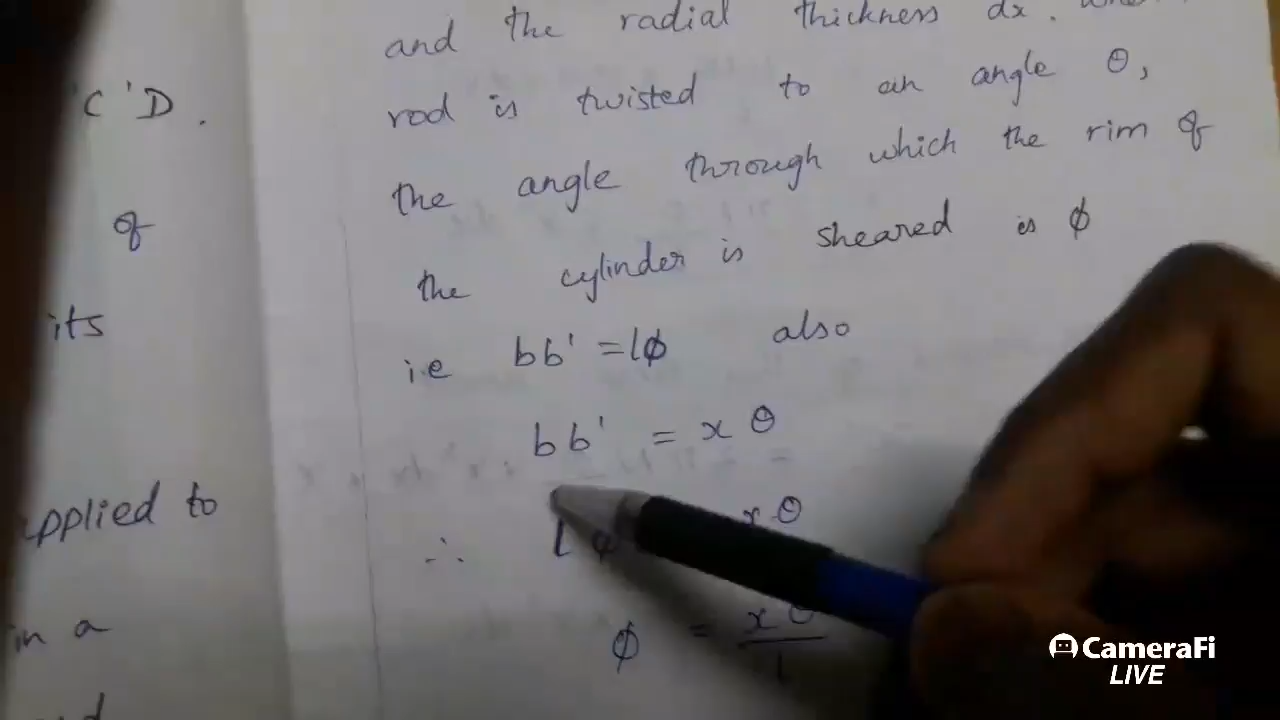 'C'D.
of
its
applied to
in a
and the radial thickness dx.
rod is twisted to an angle θ,
the angle through which the rim of
the cylinder is sheared is ϕ
i.e bb' = lϕ also
bb' = x θ
∴ l ϕ x θ
ϕ = x θ / l
CameraFi
LIVE